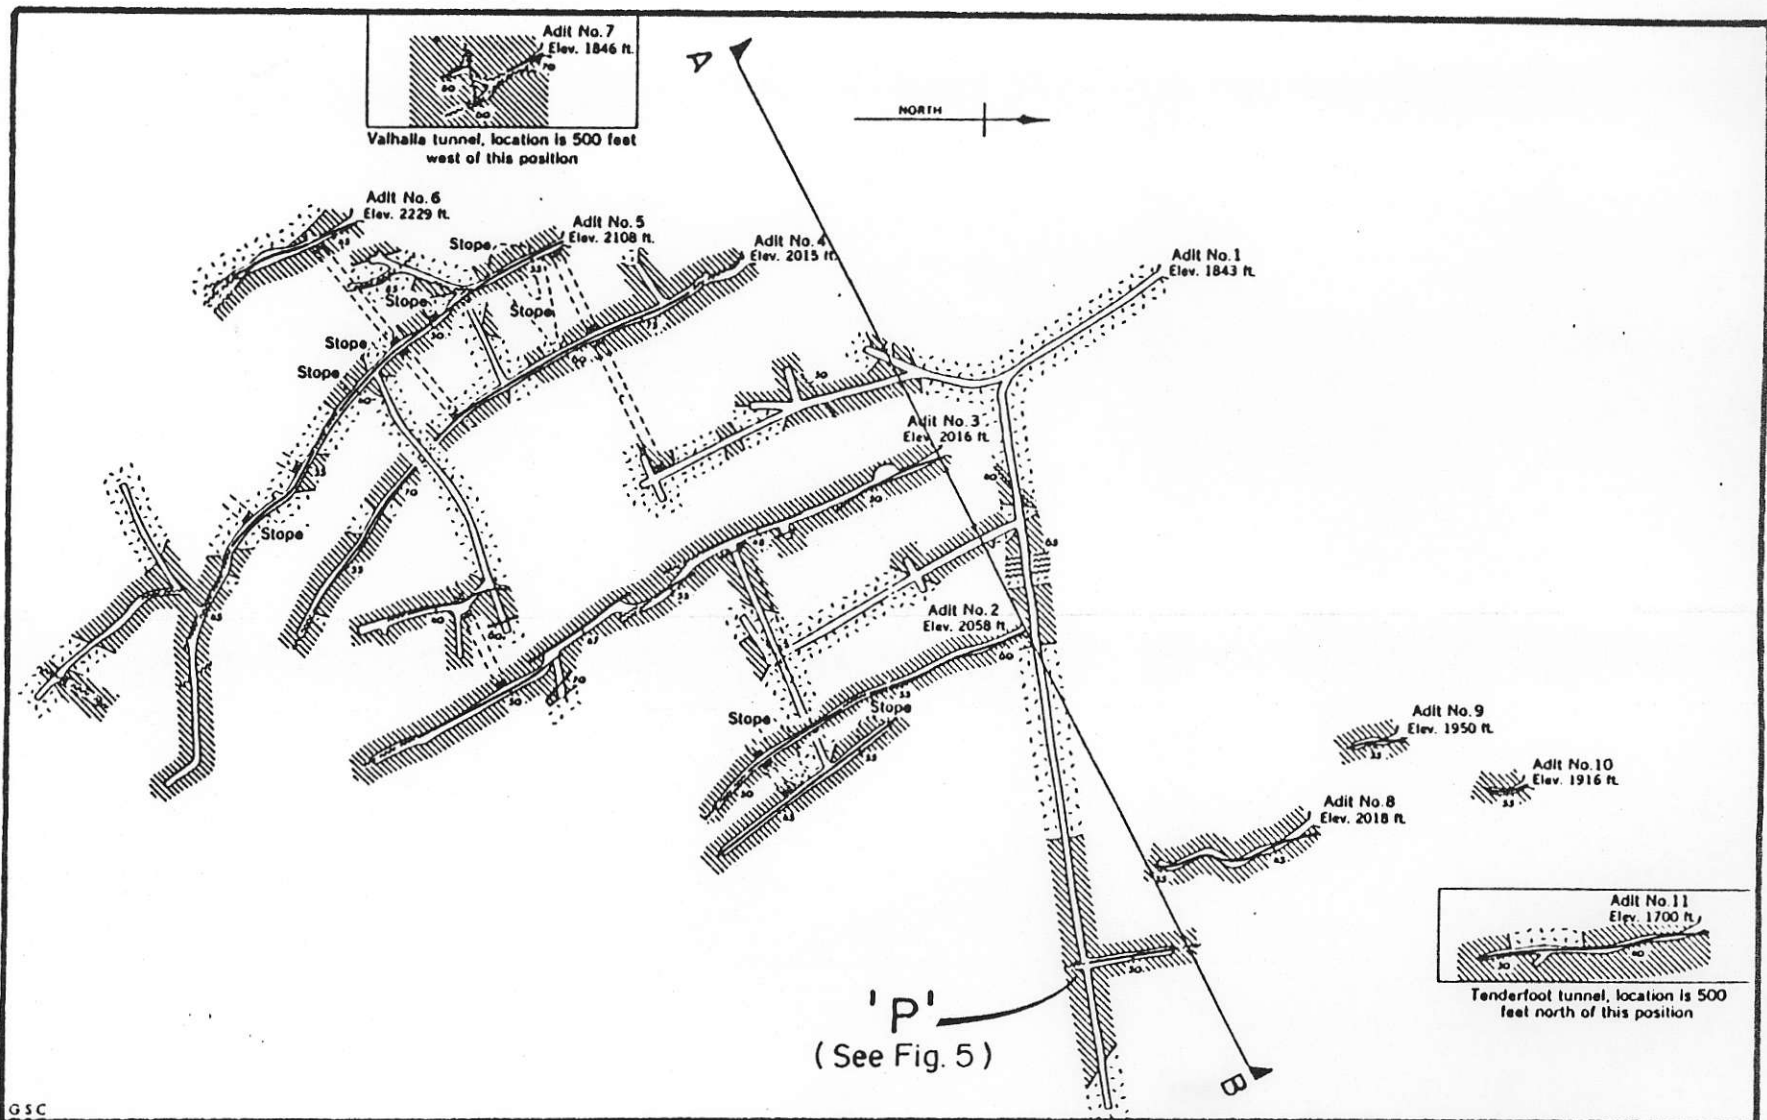 Adit No.7
Elev. 1846 ft.
Valhalla tunnel, location is 500 feet
west of this position
A
NORTH
Adit No.6
Elev. 2229 ft.
Adit No.5
Elev. 2108 ft.
Adit No.4
Elev. 2015 ft.
Adit No.1
Elev. 1843 ft.
Stope
Stope
Stope
Stope
Stope
Stope
Adit No.3
Elev. 2016 ft.
Adit No.2
Elev. 2058 ft.
Stope
Stope
Adit No.9
Elev. 1950 ft.
Adit No.10
Elev. 1916 ft.
Adit No.8
Elev. 2018 ft.
Adit No.11
Elev. 1700 ft.
Tenderfoot tunnel, location is 500
feet north of this position
'P'
(See Fig. 5)
B
GSC